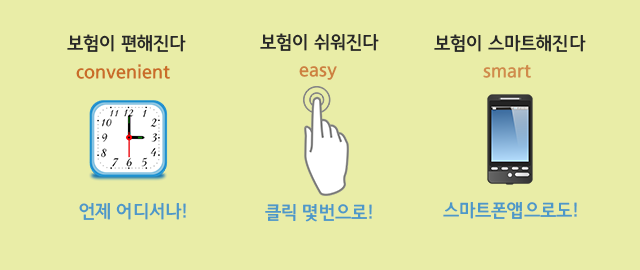 보험이 편해진다
convenient
언제 어디서나!
보험이 쉬워진다
easy
클릭 몇번으로!
보험이 스마트해진다
smart
스마트폰앱으로도!
12
1
2
3
4
5
6
7
8
9
10
11